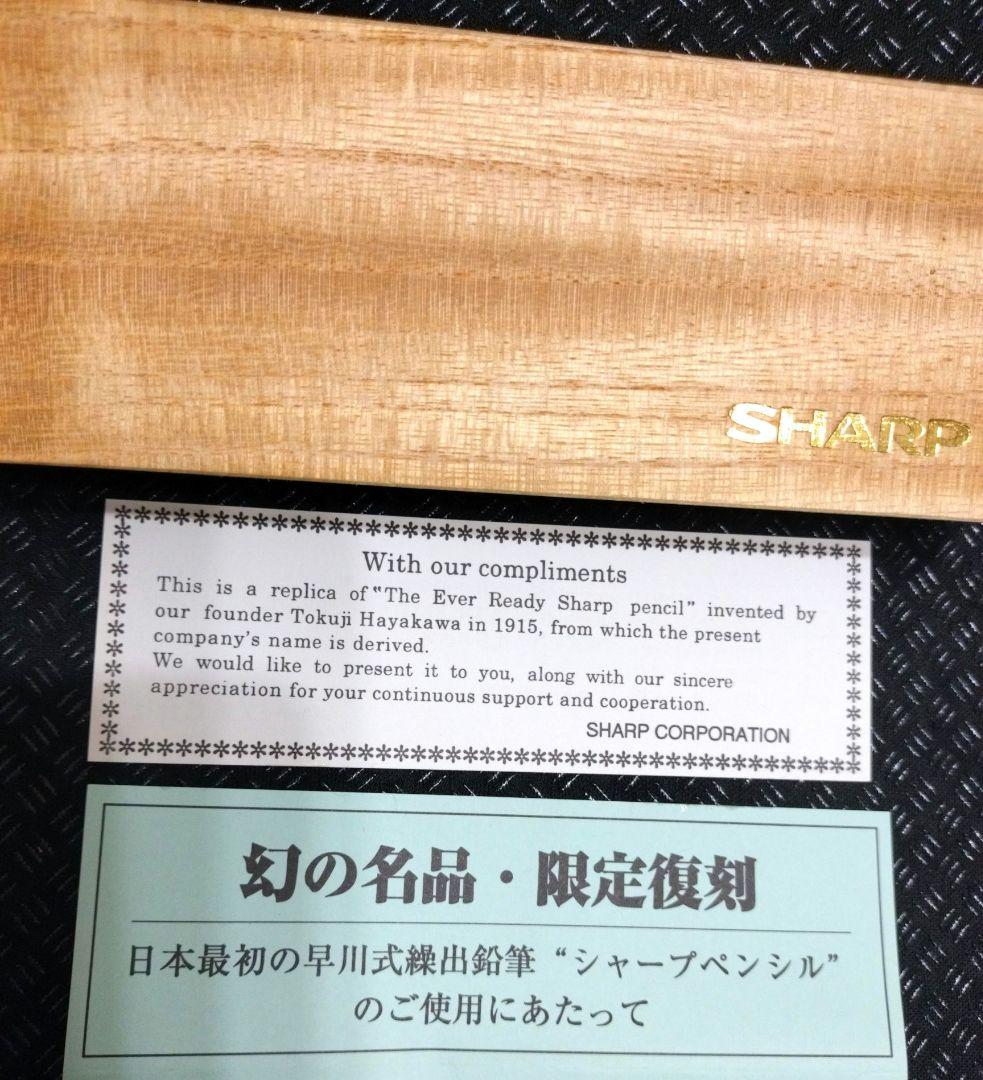 SHARP
With our compliments
This is a replica of "The Ever Ready Sharp pencil" invented by
our founder Tokuji Hayakawa in 1915, from which the present
company's name is derived.
We would like to present it to you, along with our sincere
appreciation for your continuous support and cooperation.
SHARP CORPORATION
幻の名品・限定復刻
日本最初の早川式繰出鉛筆“シャープペンシル”
のご使用にあたって